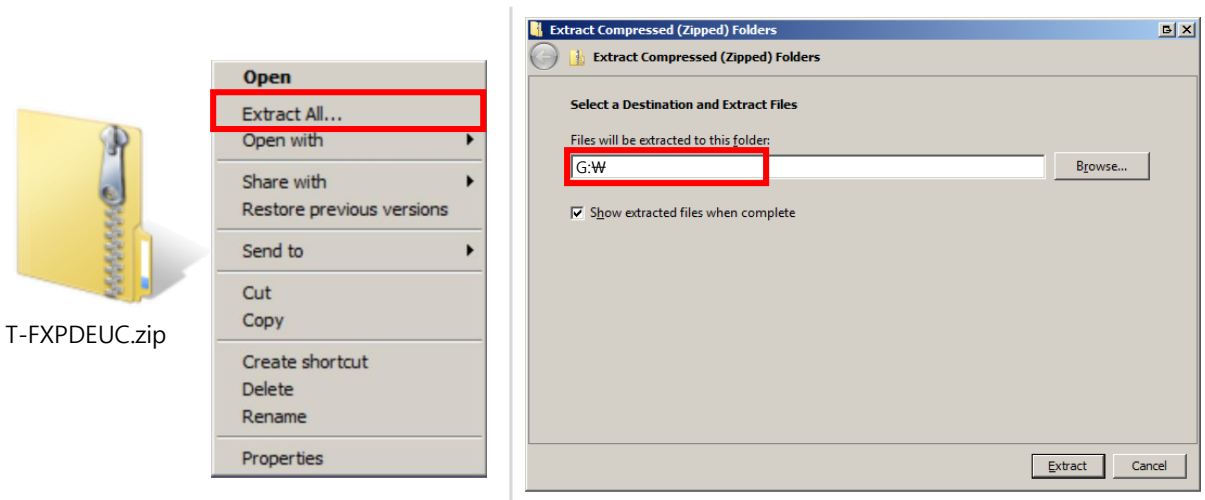 T-FXPDEUC.zip
Open
Extract All...
Open with
Share with
Restore previous versions
Send to
Cut
Copy
Create shortcut
Delete
Rename
Properties
Extract Compressed (Zipped) Folders
Extract Compressed (Zipped) Folders
Select a Destination and Extract Files
Files will be extracted to this folder:
G:₩
Browse...
Show extracted files when complete
Extract
Cancel